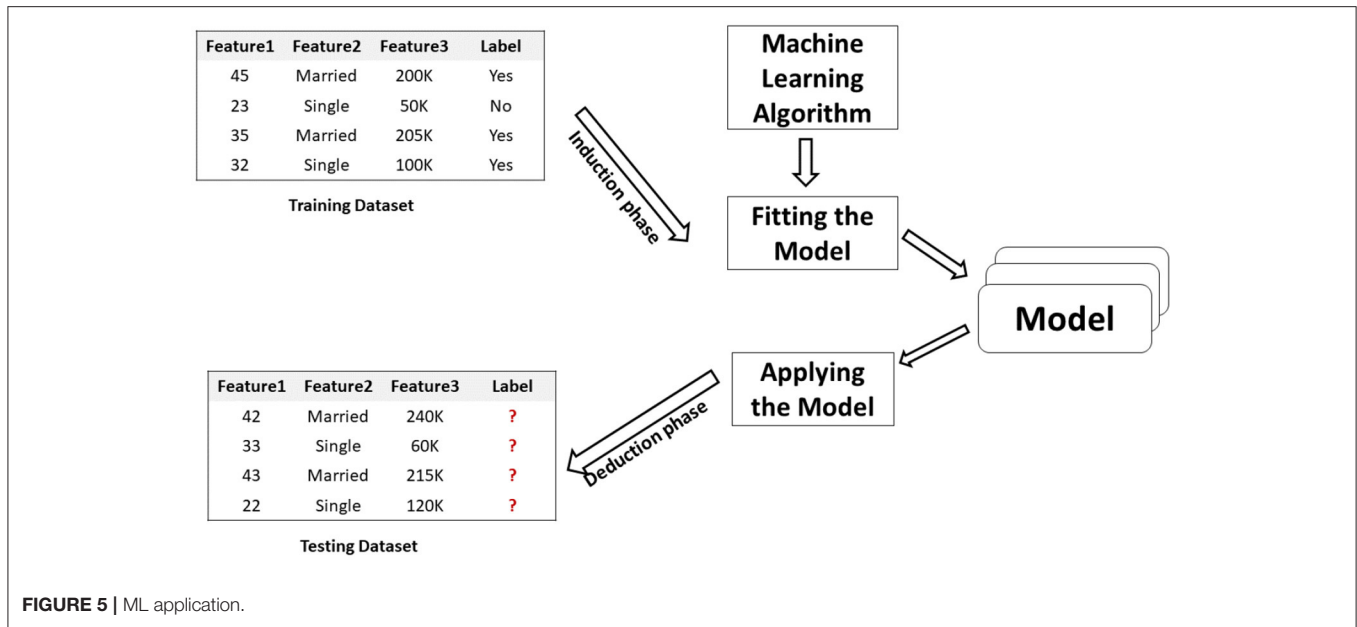 Feature1 Feature2 Feature3 Label
45 Married 200K Yes
23 Single 50K No
35 Married 205K Yes
32 Single 100K Yes
Training Dataset
Induction phase
Machine
Learning
Algorithm
Fitting the
Model
Model
Applying
the Model
Deduction phase
Feature1 Feature2 Feature3 Label
42 Married 240K ?
33 Single 60K ?
43 Married 215K ?
22 Single 120K ?
Testing Dataset
FIGURE 5 | ML application.